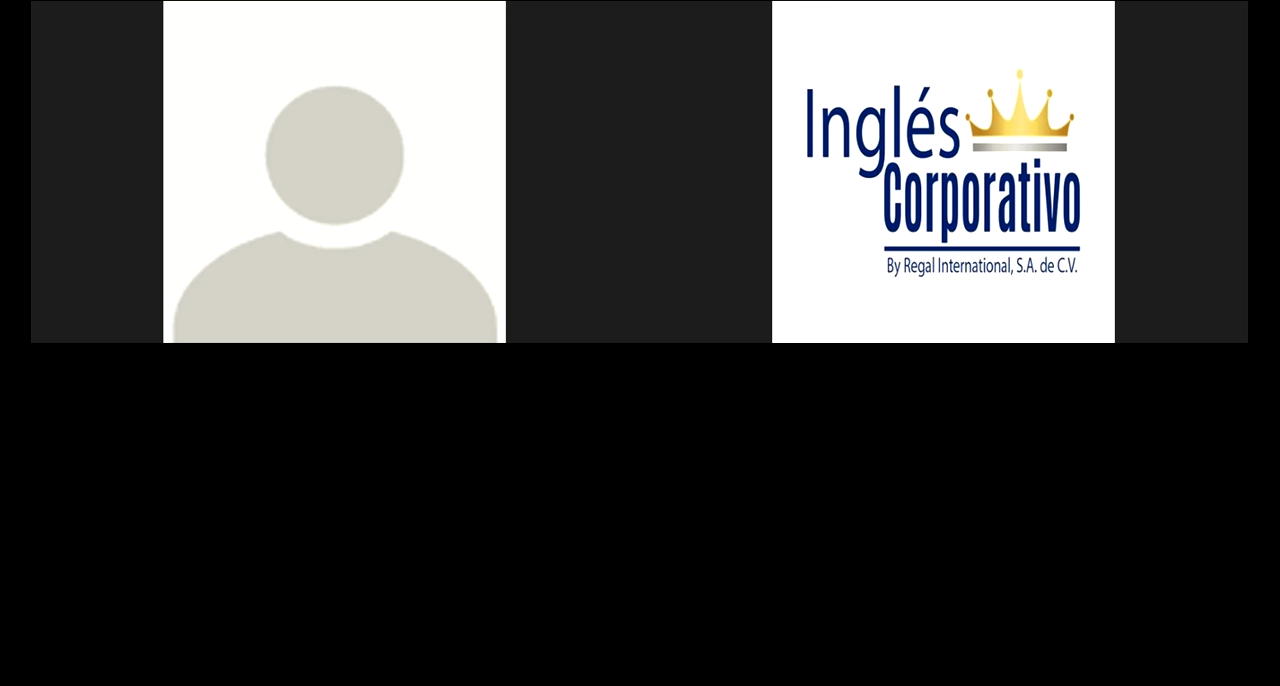 Inglés
Corporativo
By Regal International, S.A. de C.V.